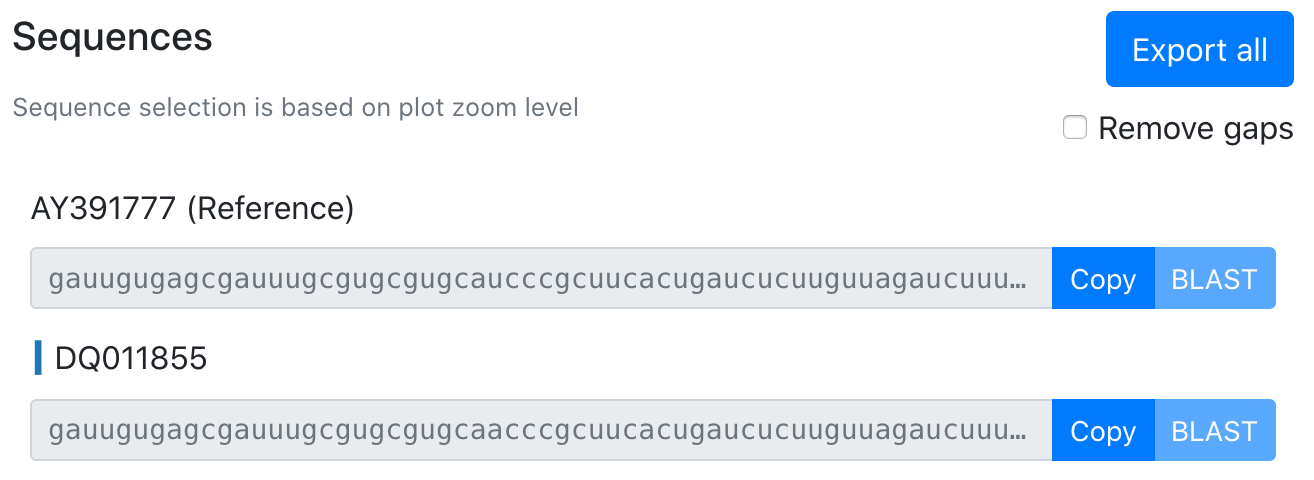 Sequences
Export all
Sequence selection is based on plot zoom level
Remove gaps
AY391777 (Reference)
gauugugagcgauuugcgugcgugcaucccgcuucacugaucucuuguuagaucuuu…
Copy
BLAST
DQ011855
gauugugagcgauuugcgugcgugcaacccgcuucacugaucucuuguuagaucuuu…
Copy
BLAST